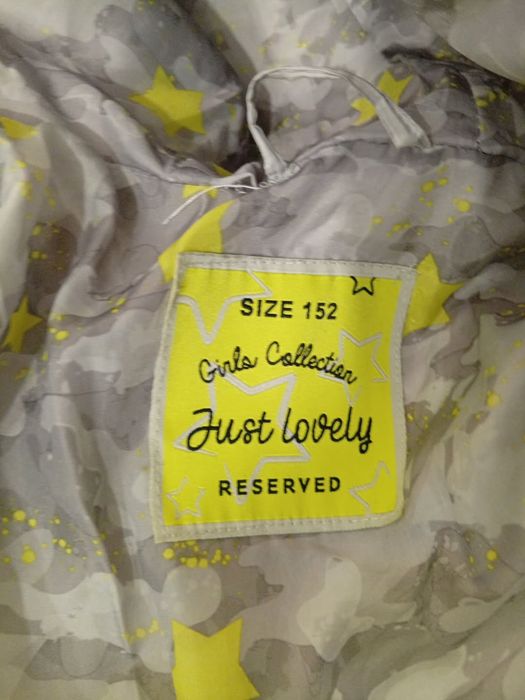 SIZE 152
Girls Collection
Just lovely
RESERVED